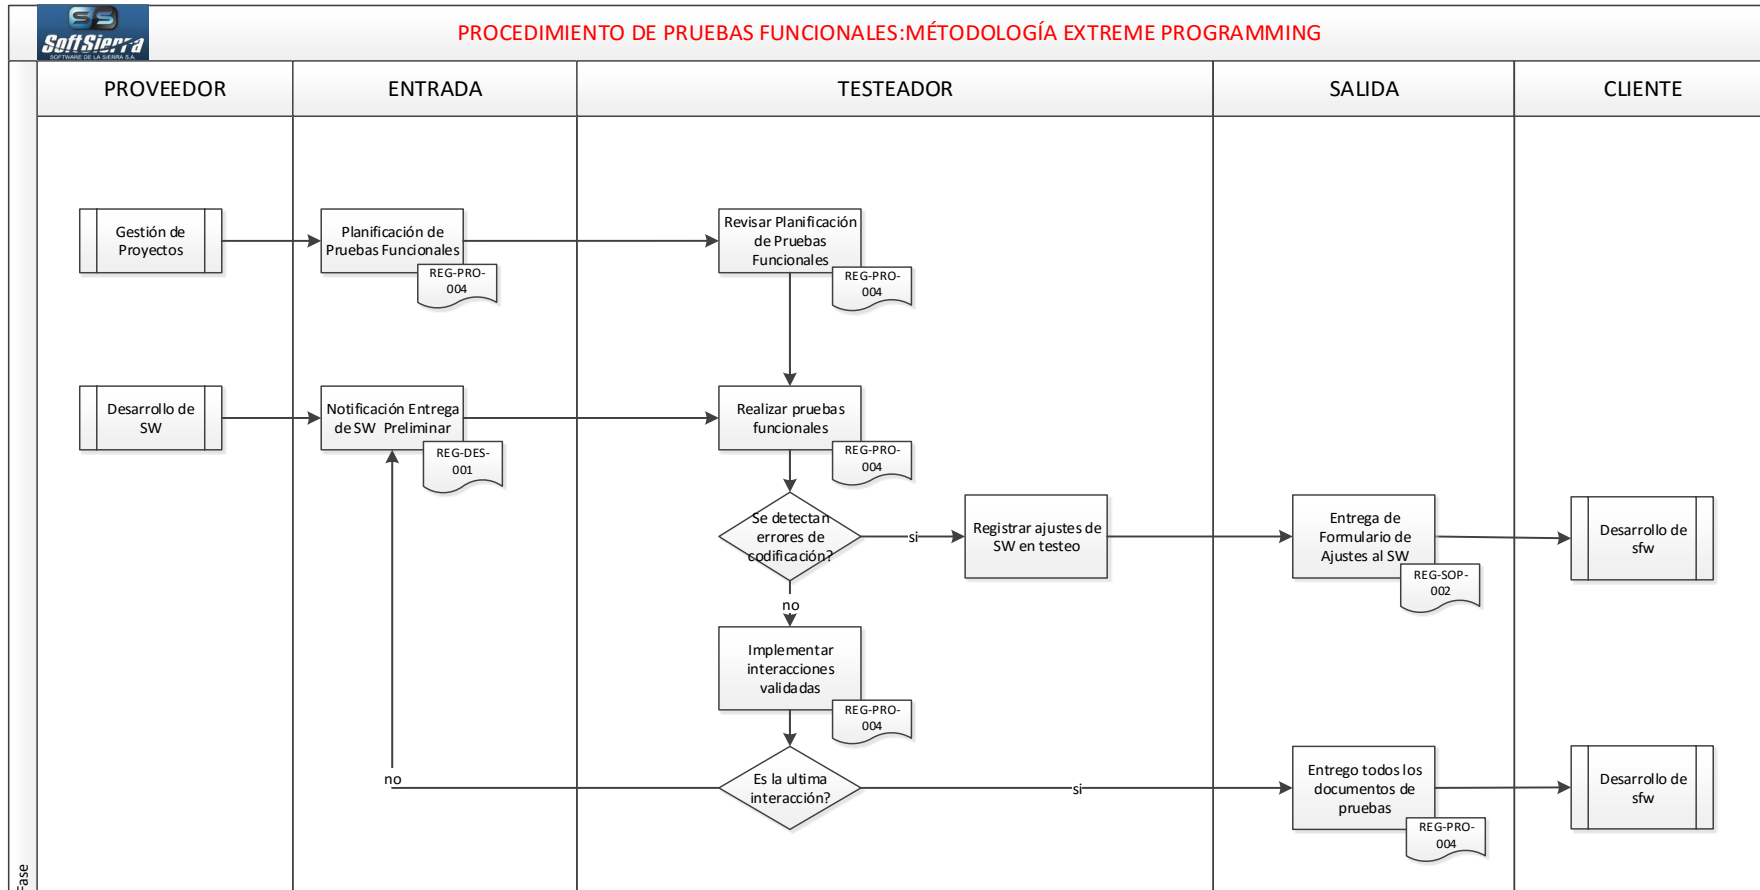 SS
SoftSierra
SOFTWARE DE LA SIERRA S.A.
PROCEDIMIENTO DE PRUEBAS FUNCIONALES:MÉTODOLOGÍA EXTREME PROGRAMMING
PROVEEDOR
ENTRADA
TESTEADOR
SALIDA
CLIENTE
Gestión de
Proyectos
Planificación de
Pruebas Funcionales
REG-PRO-
004
Revisar Planificación
de Pruebas
Funcionales
REG-PRO-
004
Desarrollo de
SW
Notificación Entrega
de SW Preliminar
REG-DES-
001
Realizar pruebas
funcionales
REG-PRO-
004
Se detectan
errores de
codificación?
si
Registrar ajustes de
SW en testeo
Entrega de
Formulario de
Ajustes al SW
REG-SOP-
002
Desarrollo de
sfw
no
Implementar
interacciones
validadas
REG-PRO-
004
no
Es la ultima
interacción?
si
Entrego todos los
documentos de
pruebas
REG-PRO-
004
Desarrollo de
sfw
Fase